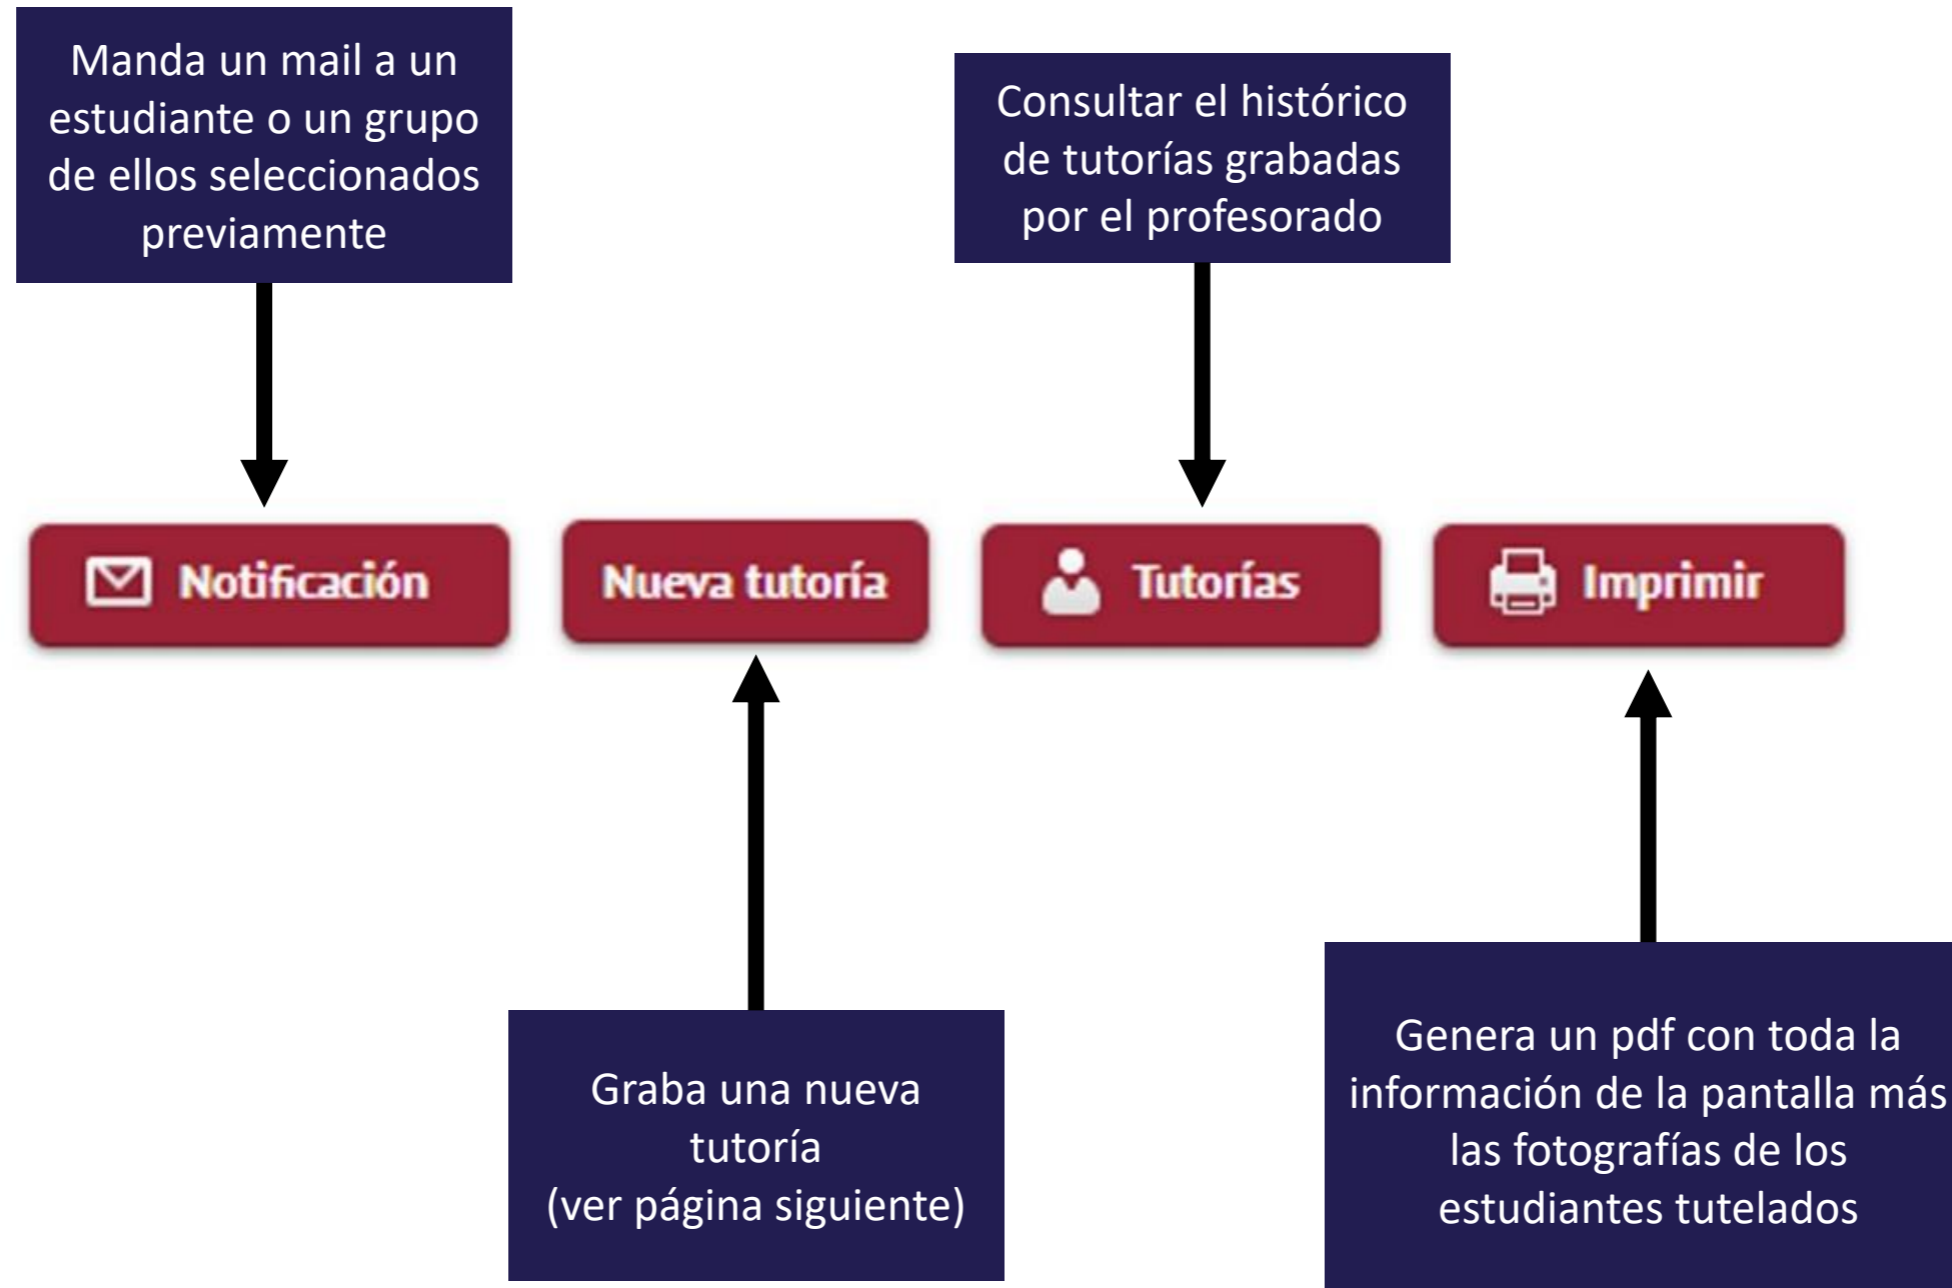 Manda un mail a un
estudiante o un grupo
de ellos seleccionados
previamente
Consultar el histórico
de tutorías grabadas
por el profesorado
Notificación
Nueva tutoría
Tutorías
Imprimir
Graba una nueva
tutoría
(ver página siguiente)
Genera un pdf con toda la
información de la pantalla más
las fotografías de los
estudiantes tutelados